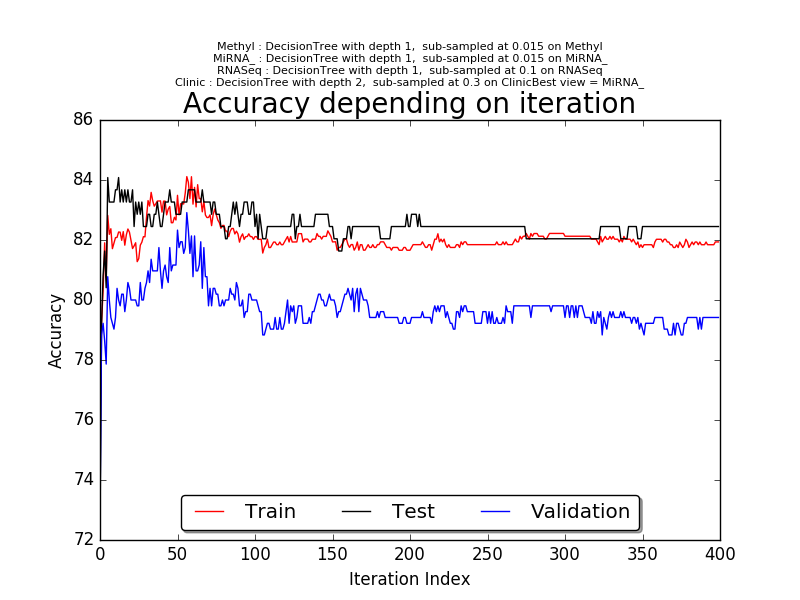 Methyl : DecisionTree with depth 1,  sub-sampled at 0.015 on Methyl
MiRNA_ : DecisionTree with depth 1,  sub-sampled at 0.015 on MiRNA_
RNASeq : DecisionTree with depth 1,  sub-sampled at 0.1 on RNASeq
Clinic : DecisionTree with depth 2,  sub-sampled at 0.3 on ClinicBest view = MiRNA_
Accuracy depending on iteration
86
84
82
80
78
76
74
72
Accuracy
Train Test Validation
0 50 100 150 200 250 300 350 400
Iteration Index